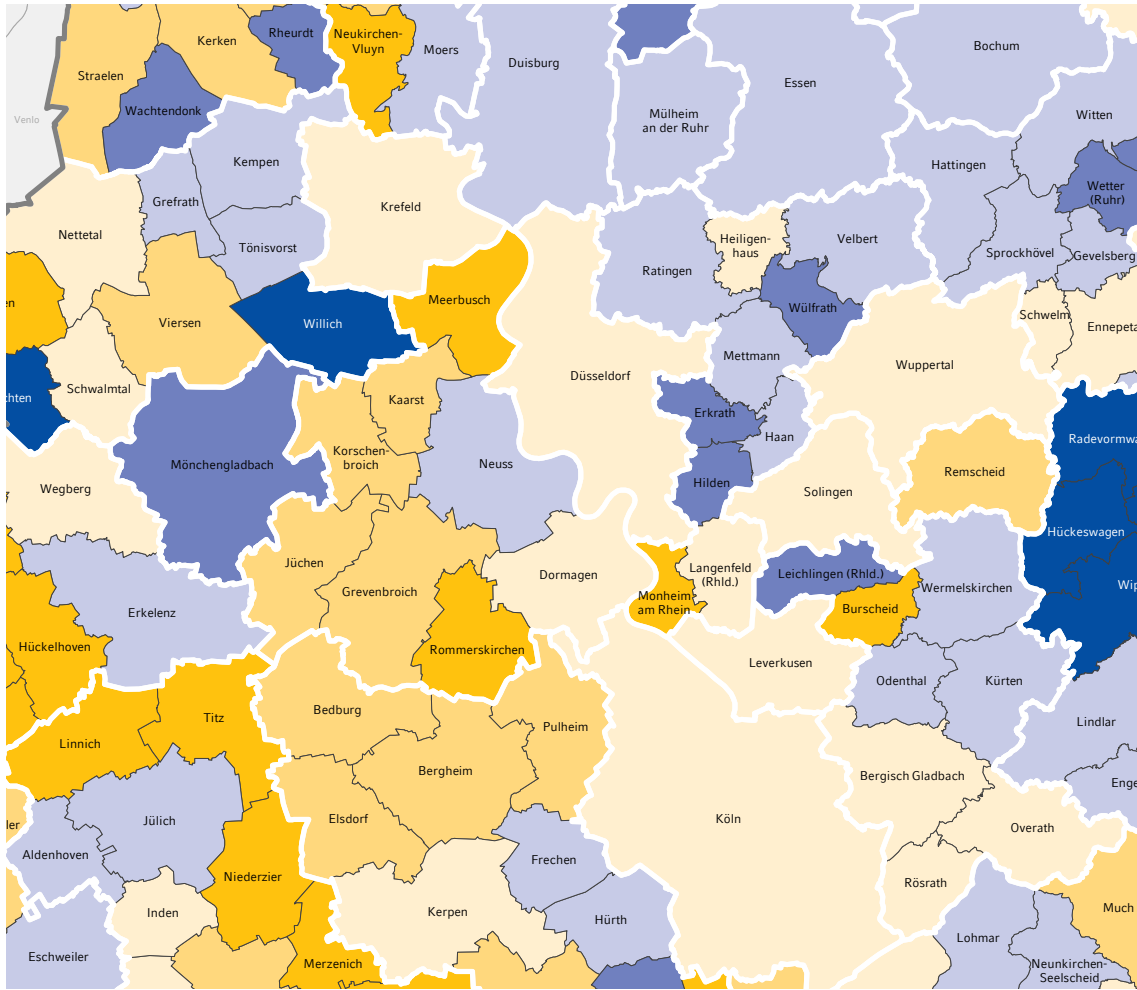 Kerken
Rheurdt
Neukirchen-
Vluyn
Moers
Duisburg
Bochum
Straelen
Essen
Wachtendonk
Venlo
Mülheim
an der Ruhr
Witten
Kempen
Hattingen
Wetter
(Ruhr)
Grefrath
Krefeld
Nettetal
Tönisvorst
Heiligen-
haus
Velbert
Sprockhövel
Gevelsberg
Ratingen
en
Meerbusch
Viersen
Willich
Wülfrath
Schwelm
Ennepeta
Mettmann
Wuppertal
Düsseldorf
Schwalmtal
chten
Kaarst
Erkrath
Haan
Radevormwa
Korschen-
broich
Mönchengladbach
Neuss
Remscheid
Wegberg
Hilden
Solingen
Hückeswagen
Jüchen
Dormagen
Langenfeld
(Rhld.)
Leichlingen (Rhld.)
Wip
Grevenbroich
Monheim
am Rhein
Wermelskirchen
Erkelenz
Burscheid
Hückelhoven
Rommerskirchen
Leverkusen
Odenthal
Kürten
Bedburg
Titz
Pulheim
Lindlar
Linnich
Bergheim
Bergisch Gladbach
Enge
ler
Jülich
Elsdorf
Köln
Overath
Aldenhoven
Frechen
Niederzier
Rösrath
Inden
Kerpen
Hürth
Much
Lohmar
Eschweiler
Merzenich
Neunkirchen-
Seelscheid